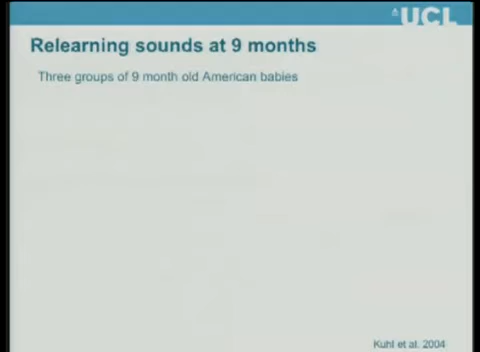 UCL
Relearning sounds at 9 months
Three groups of 9 month old American babies
Kuhl et al. 2004